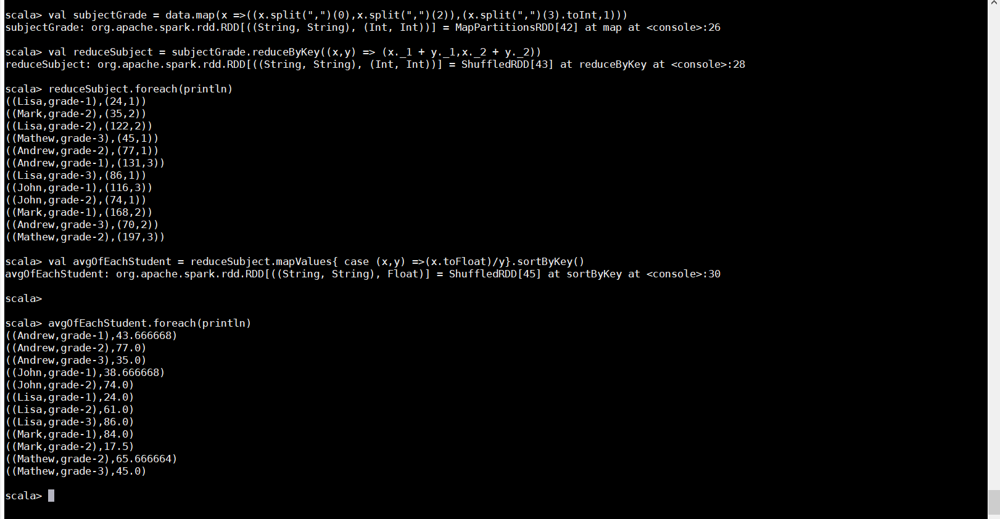 scala> val subjectGrade = data.map(x =>((x.split(",")(0),x.split(",")(2)),(x.split(",")(3).toInt,1)))
subjectGrade: org.apache.spark.rdd.RDD[((String, String), (Int, Int))] = MapPartitionsRDD[42] at map at <console>:26
scala> val reduceSubject = subjectGrade.reduceByKey((x,y) => (x._1 + y._1,x._2 + y._2))
reduceSubject: org.apache.spark.rdd.RDD[((String, String), (Int, Int))] = ShuffledRDD[43] at reduceByKey at <console>:28
scala> reduceSubject.foreach(println)
((Lisa,grade-1),(24,1))
((Mark,grade-2),(35,2))
((Lisa,grade-2),(122,2))
((Mathew,grade-3),(45,1))
((Andrew,grade-2),(77,1))
((Andrew,grade-1),(131,3))
((Lisa,grade-3),(86,1))
((John,grade-1),(116,3))
((John,grade-2),(74,1))
((Mark,grade-1),(168,2))
((Andrew,grade-3),(70,2))
((Mathew,grade-2),(197,3))
scala> val avgOfEachStudent = reduceSubject.mapValues{ case (x,y) =>(x.toFloat)/y}.sortByKey()
avgOfEachStudent: org.apache.spark.rdd.RDD[((String, String), Float)] = ShuffledRDD[45] at sortByKey at <console>:30
scala>
scala> avgOfEachStudent.foreach(println)
((Andrew,grade-1),43.666668)
((Andrew,grade-2),77.0)
((Andrew,grade-3),35.0)
((John,grade-1),38.666668)
((John,grade-2),74.0)
((Lisa,grade-1),24.0)
((Lisa,grade-2),61.0)
((Lisa,grade-3),86.0)
((Mark,grade-1),84.0)
((Mark,grade-2),17.5)
((Mathew,grade-2),65.666664)
((Mathew,grade-3),45.0)
scala>